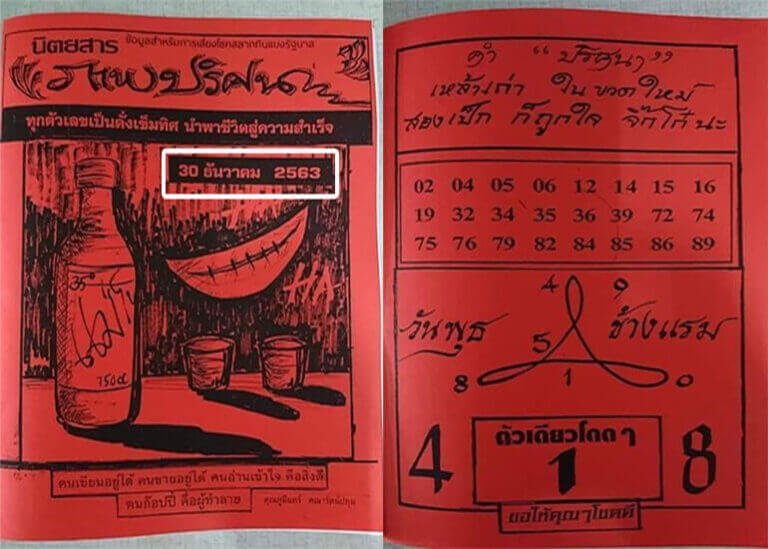 นิตยสาร ข้อมูลสำหรับการเสี่ยงโชคสลากกินแบ่งรัฐบาล
ภาพปริศนา
ทุกตัวเลขเป็นดั่งเข็มทิศ นำพาชีวิตสู่ความสำเร็จ
30 ธันวาคม 2563
HA
35°
750cc
คนเขียนอยู่ได้ คนขายอยู่ได้ คนอ่านเข้าใจ คือสิ่งดี
คนก๊อปปี้ คือผู้ทำลาย
คำ "ปริศนา"
เหล้าเก่า ในขวดใหม่
สองเป๊ก ก็ถูกใจ จิ๊กโก๋นะ
02 04 05 06 12 14 15 16
19 32 34 35 36 39 72 74
75 76 79 82 84 85 86 89
4 9
วันพุธ 5 ข้างแรม
8 1 0
ตัวเดียวโดดๆ
4 1 8
ขอให้คุณๆโชคดี